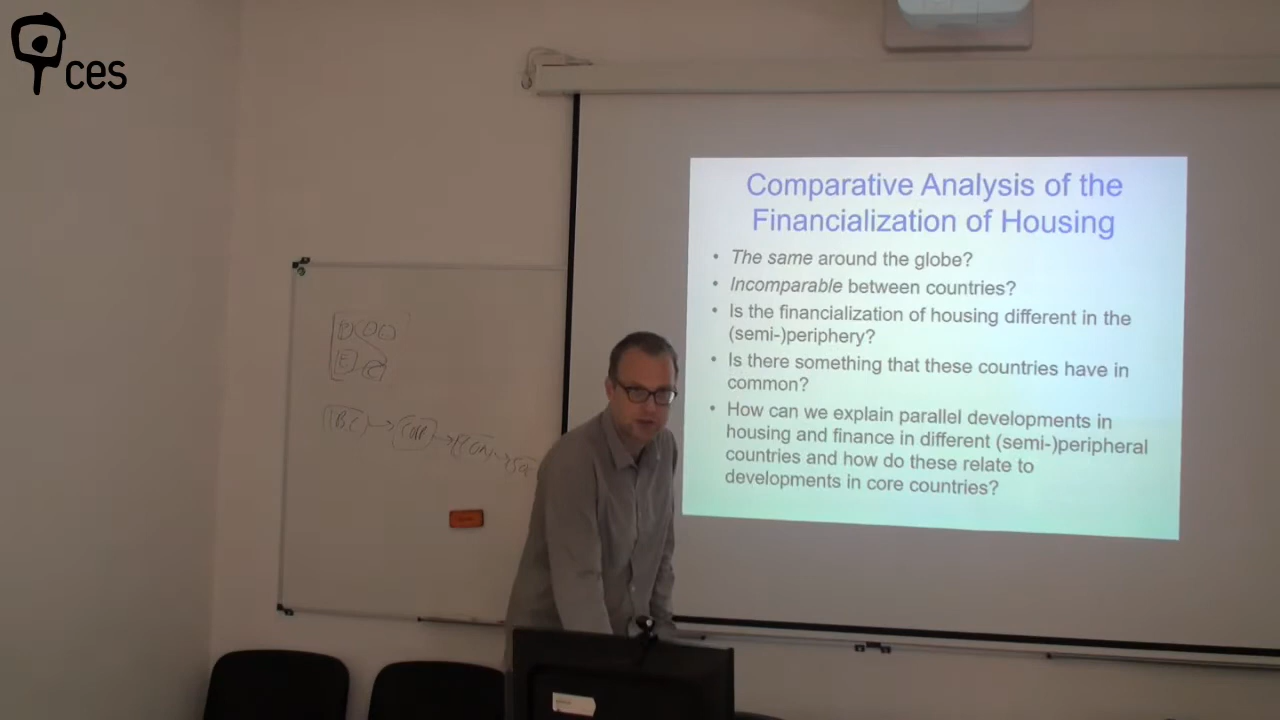 ces
Comparative Analysis of the
Financialization of Housing
• The same around the globe?
• Incomparable between countries?
• Is the financialization of housing different in the
(semi-)periphery?
• Is there something that these countries have in
common?
• How can we explain parallel developments in
housing and finance in different (semi-)peripheral
countries and how do these relate to
developments in core countries?